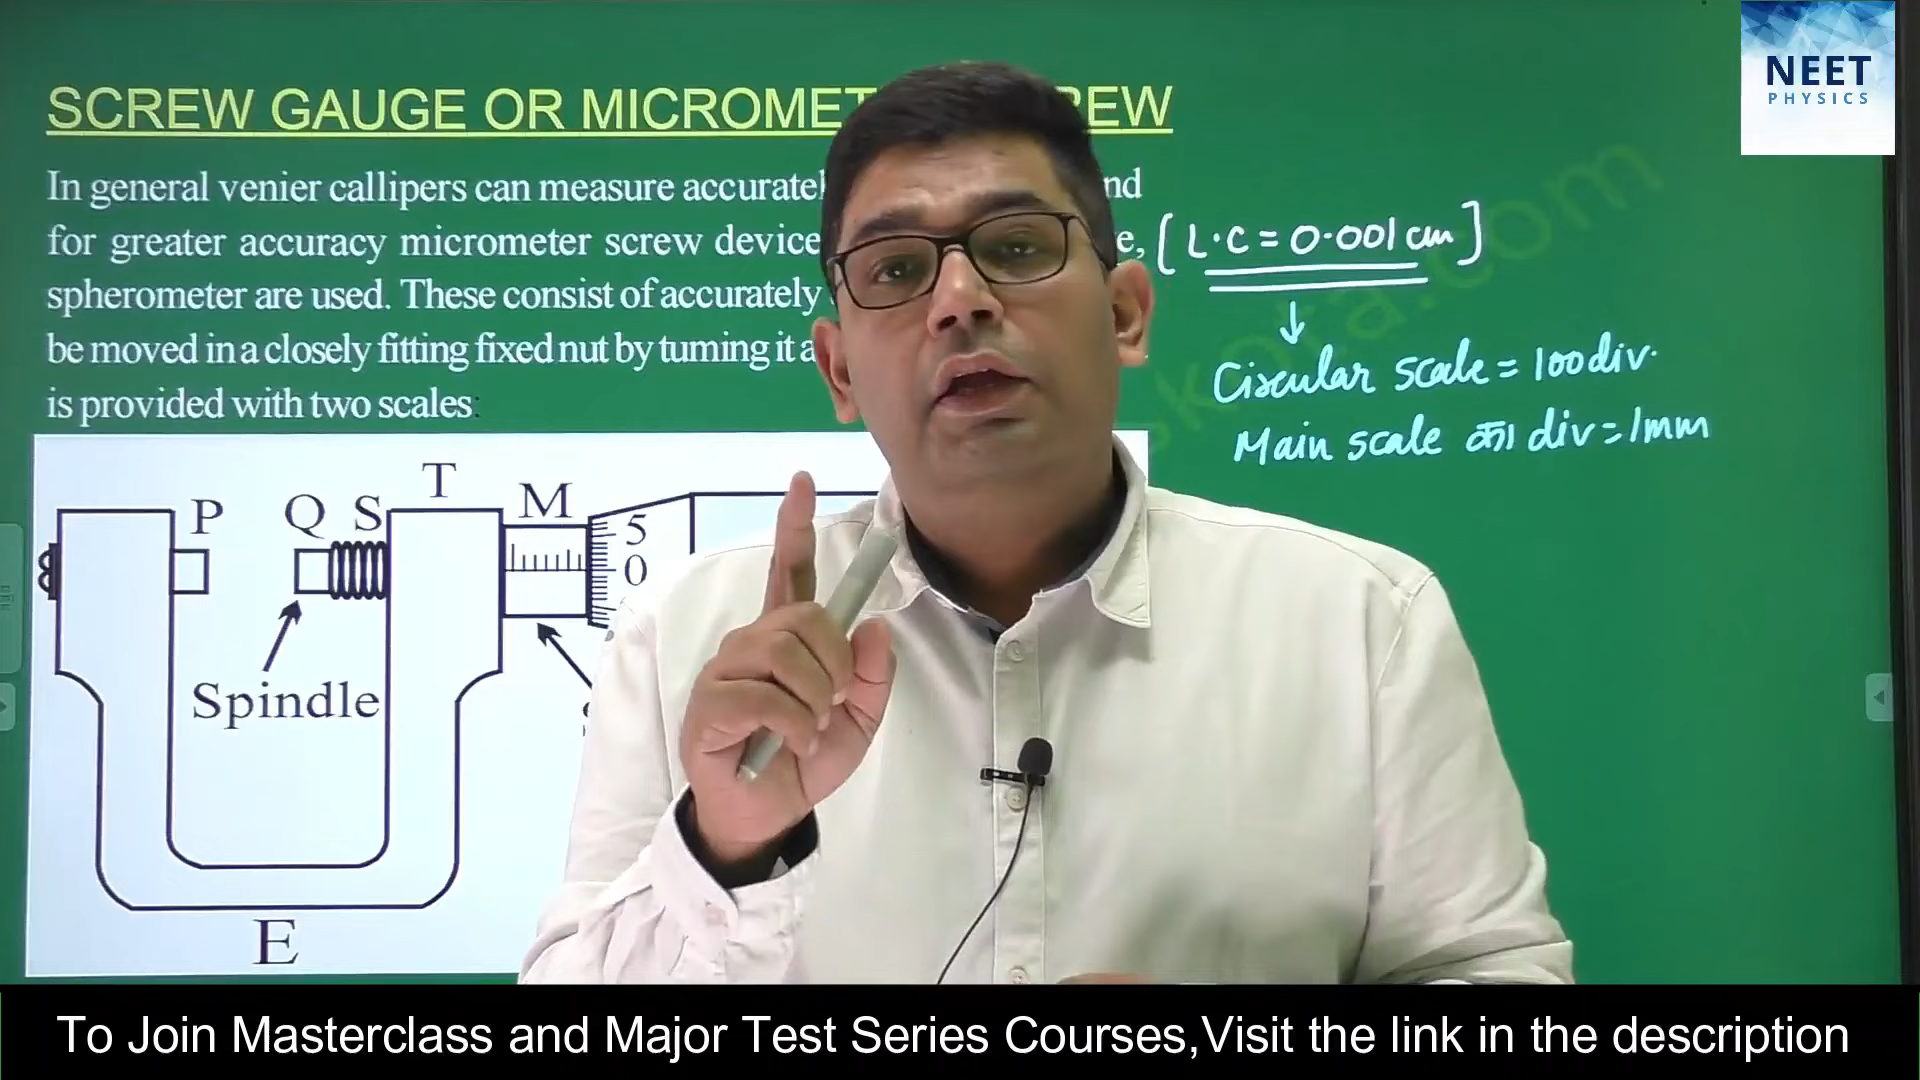 NEET
PHYSICS
SCREW GAUGE OR MICROMET REW
In general venier callipers can measure accurately nd
for greater accuracy micrometer screw device e,
spherometer are used. These consist of accurately
be moved in a closely fitting fixed nut by tuming it a
is provided with two scales:
[L.C = 0.001 cm]
↓
Circular scale = 100 div.
Main scale का div = 1mm
T
P Q S M
5
0
Spindle
E
To Join Masterclass and Major Test Series Courses,Visit the link in the description